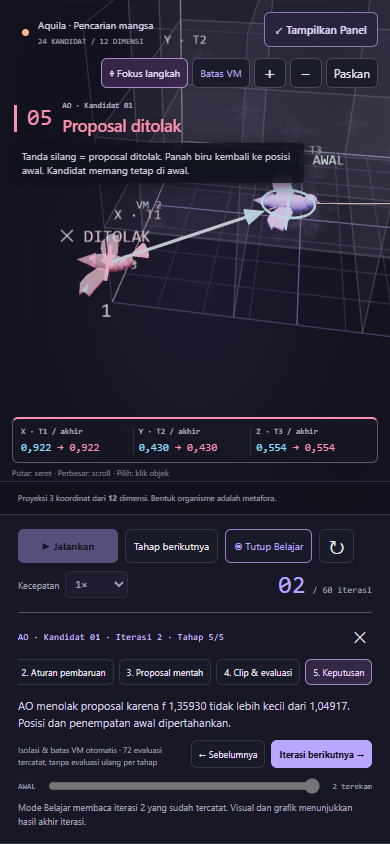 Aquila · Pencarian mangsa
24 KANDIDAT / 12 DIMENSI
Y · T2
↙ Tampilkan Panel
⌖ Fokus langkah
Batas VM
+
−
Paskan
05
AO · Kandidat 01
Proposal ditolak
Tanda silang = proposal ditolak. Panah biru kembali ke posisi
awal. Kandidat memang tetap di awal.
T3
AWAL
VM 2
X · T1
× DITOLAK
3
1
X · T1 / akhir
0,922 → 0,922
Y · T2 / akhir
0,430 → 0,430
Z · T3 / akhir
0,554 → 0,554
Putar: seret · Perbesar: scroll · Pilih: klik objek
Proyeksi 3 koordinat dari 12 dimensi. Bentuk organisme adalah metafora.
▶ Jalankan
Tahap berikutnya
◎ Tutup Belajar
↻
Kecepatan
1×
02 / 60 iterasi
AO · Kandidat 01 · Iterasi 2 · Tahap 5/5
×
2. Aturan pembaruan
3. Proposal mentah
4. Clip & evaluasi
5. Keputusan
AO menolak proposal karena f 1,35930 tidak lebih kecil dari 1,04917.
Posisi dan penempatan awal dipertahankan.
Isolasi & batas VM otomatis · 72 evaluasi
tercatat, tanpa evaluasi ulang per tahap
← Sebelumnya
Iterasi berikutnya →
AWAL
2 terekam
Mode Belajar membaca iterasi 2 yang sudah tercatat. Visual dan grafik menunjukkan
hasil akhir iterasi.